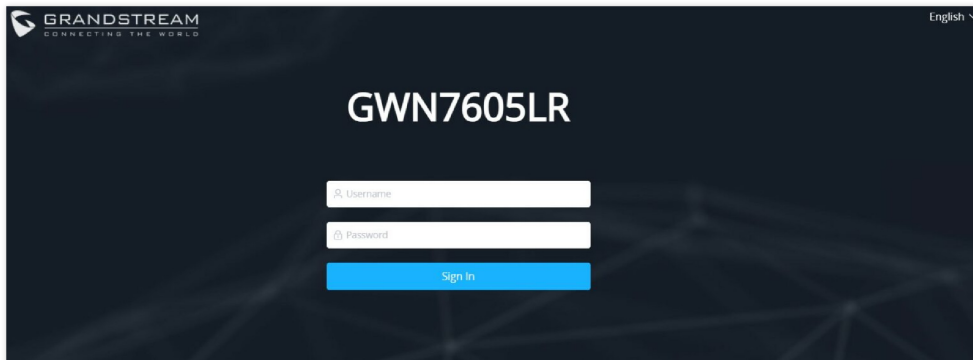 GRANDSTREAM
CONNECTING THE WORLD
English
GWN7605LR
Username
Password
Sign In